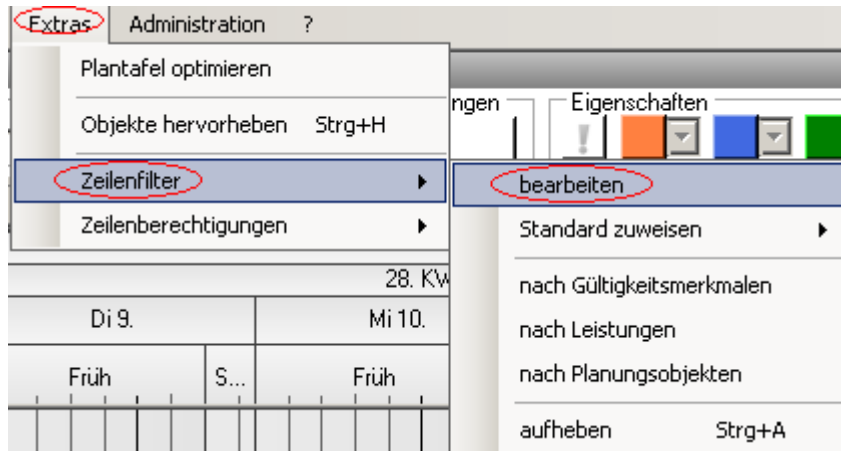 Extras Administration ?
Plantafel optimieren
Objekte hervorheben Strg+H
Zeilenfilter
Zeilenberechtigungen
ngen Eigenschaften
!
bearbeiten
Standard zuweisen
nach Gültigkeitsmerkmalen
nach Leistungen
nach Planungsobjekten
aufheben Strg+A
28. KW
Di 9. Mi 10.
Früh S... Früh